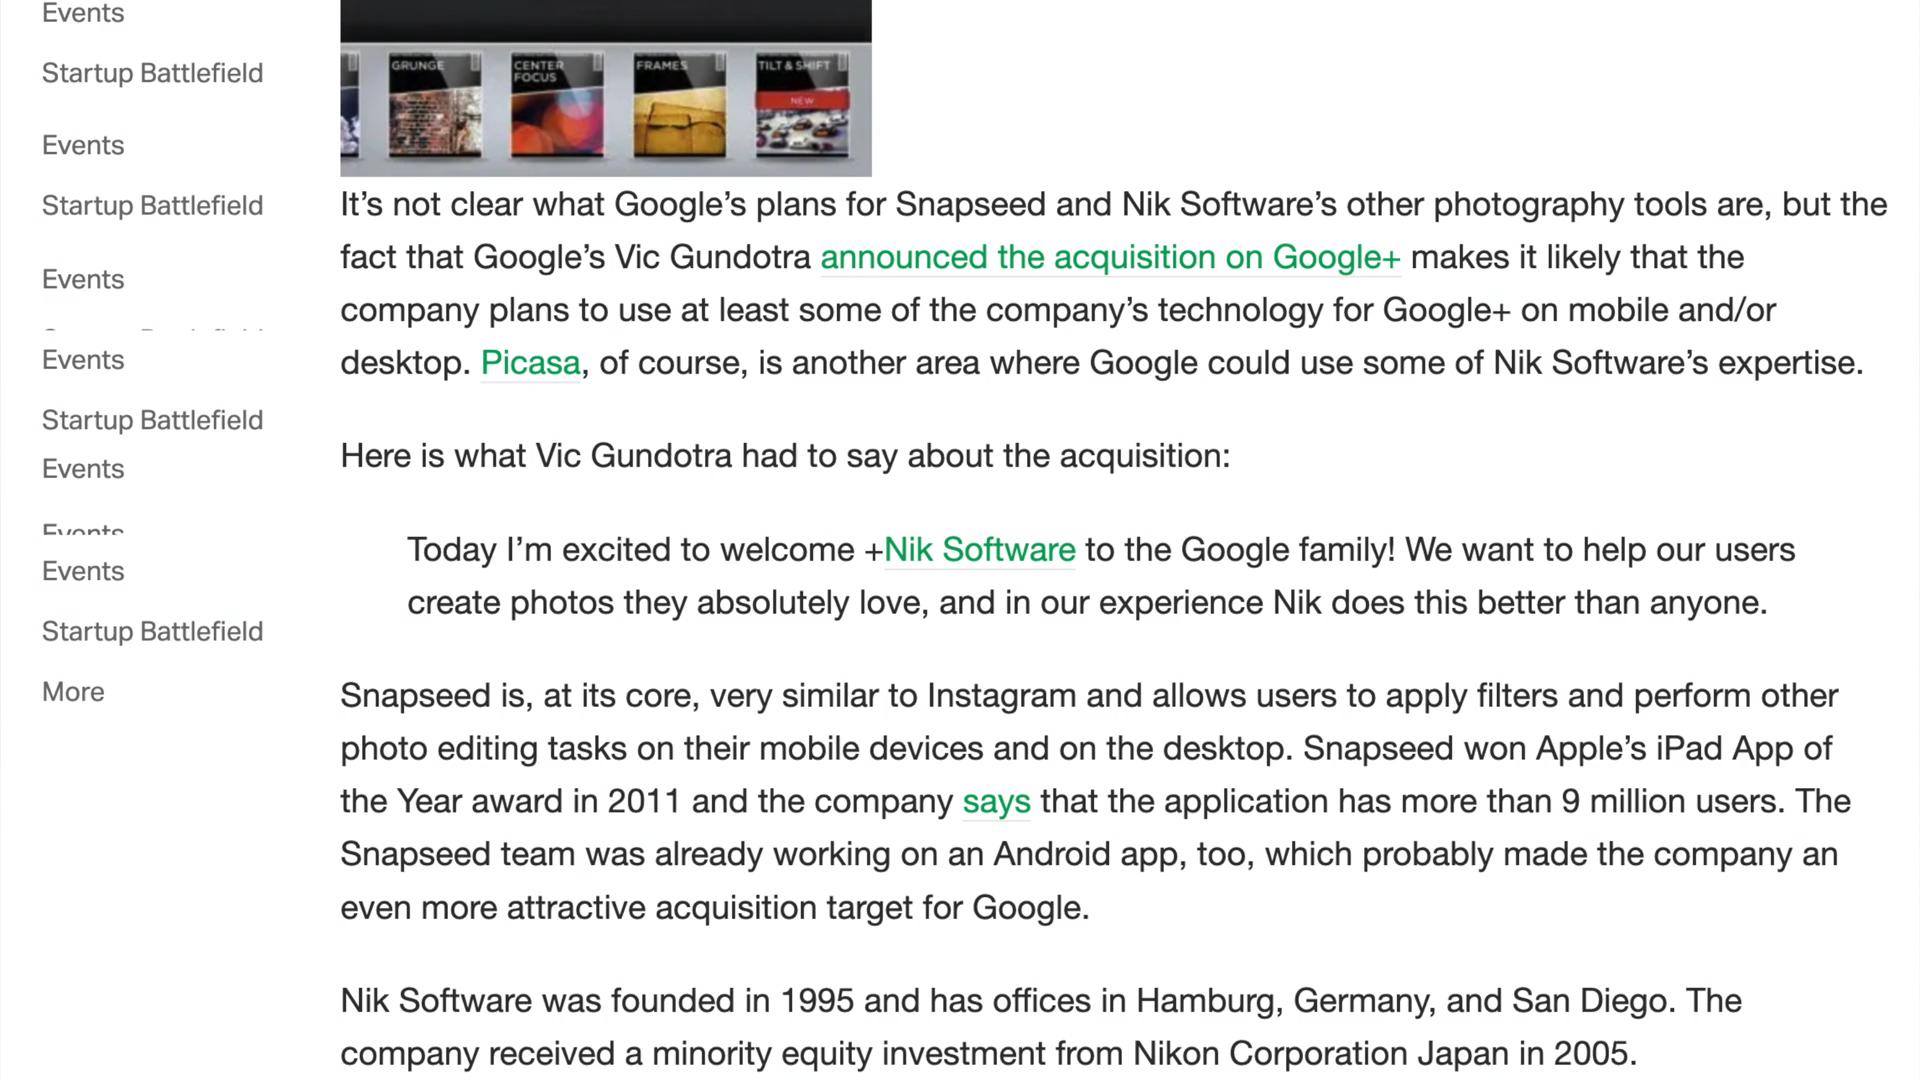 Events
Startup Battlefield
Events
Startup Battlefield
Events
Events
Startup Battlefield
Events
Events
Events
Startup Battlefield
More
GRUNGE
CENTER
FOCUS
FRAMES
TILT & SHIFT
NEW
It’s not clear what Google’s plans for Snapseed and Nik Software’s other photography tools are, but the
fact that Google’s Vic Gundotra announced the acquisition on Google+ makes it likely that the
company plans to use at least some of the company’s technology for Google+ on mobile and/or
desktop. Picasa, of course, is another area where Google could use some of Nik Software’s expertise.
Here is what Vic Gundotra had to say about the acquisition:
Today I’m excited to welcome +Nik Software to the Google family! We want to help our users
create photos they absolutely love, and in our experience Nik does this better than anyone.
Snapseed is, at its core, very similar to Instagram and allows users to apply filters and perform other
photo editing tasks on their mobile devices and on the desktop. Snapseed won Apple’s iPad App of
the Year award in 2011 and the company says that the application has more than 9 million users. The
Snapseed team was already working on an Android app, too, which probably made the company an
even more attractive acquisition target for Google.
Nik Software was founded in 1995 and has offices in Hamburg, Germany, and San Diego. The
company received a minority equity investment from Nikon Corporation Japan in 2005.